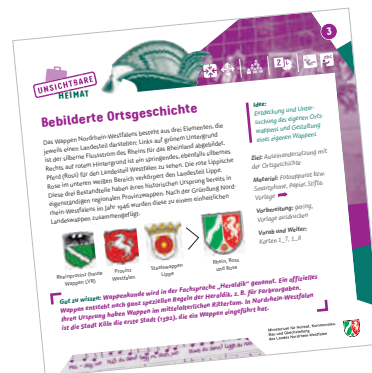 3
UNSICHTBARE
HEIMAT
Bebilderte Ortsgeschichte
Das Wappen Nordrhein-Westfalens besteht aus drei Elementen, die
jeweils einen Landesteil darstellen: Links auf grünem Untergrund
ist der silberne Flussstrom des Rheins für das Rheinland abgebildet.
Rechts auf rotem Hintergrund ist ein springendes, ebenfalls silbernes
Pferd (Ross) für den Landesteil Westfalen zu sehen. Die rote Lippische
Rose im unteren weißen Bereich verkörpert den Landesteil Lippe.
Diese drei Bestandteile haben ihren historischen Ursprung bereits in
eigenständigen regionalen Provinzwappen. Nach der Gründung Nord-
rhein-Westfalens im Jahr 1946 wurden diese zu einem einheitlichen
Landeswappen zusammengefügt.
Rheinprovinz (heute
Wappen LVR)
Provinz
Westfalen
Staatswappen
Lippe
Rhein, Ross
und Rose
Gut zu wissen: Wappenkunde wird in der Fachsprache „Heraldik" genannt. Ein offizielles
Wappen entsteht nach ganz speziellen Regeln der Heraldik, z. B. für Farbvorgaben.
Ihren Ursprung haben Wappen im mittelalterlichen Rittertum. In Nordrhein-Westfalen
ist die Stadt Köln die erste Stadt (1392), die ein Wappen eingeführt hat.
Idee:
Entdeckung und Unter-
suchung des eigenen Orts-
wappens und Gestaltung
eines eigenen Wappens
Ziel: Auseinandersetzung mit
der Ortsgeschichte
Material: Fotoapparat bzw.
Smartphone, Papier, Stifte,
Vorlage
Vorbereitung: gering,
Vorlage ausdrucken
Vorab und Weiter:
Karten 1_7, 2_8
Ministerium für Heimat, Kommunales,
Bau und Gleichstellung
des Landes Nordrhein-Westfalen